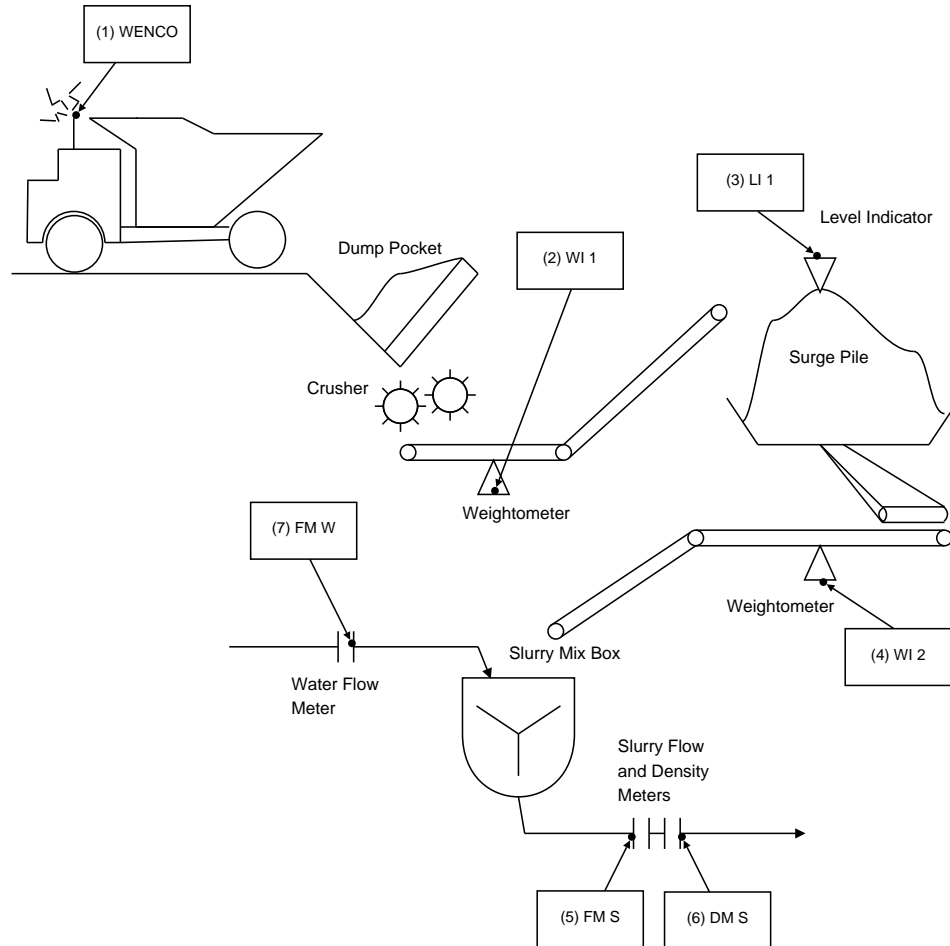 (1) WENCO
(3) LI 1
Level Indicator
Dump Pocket
(2) WI 1
Surge Pile
Crusher
Weightometer
(7) FM W
Weightometer
Slurry Mix Box
(4) WI 2
Water Flow
Meter
Slurry Flow
and Density
Meters
(5) FM S
(6) DM S